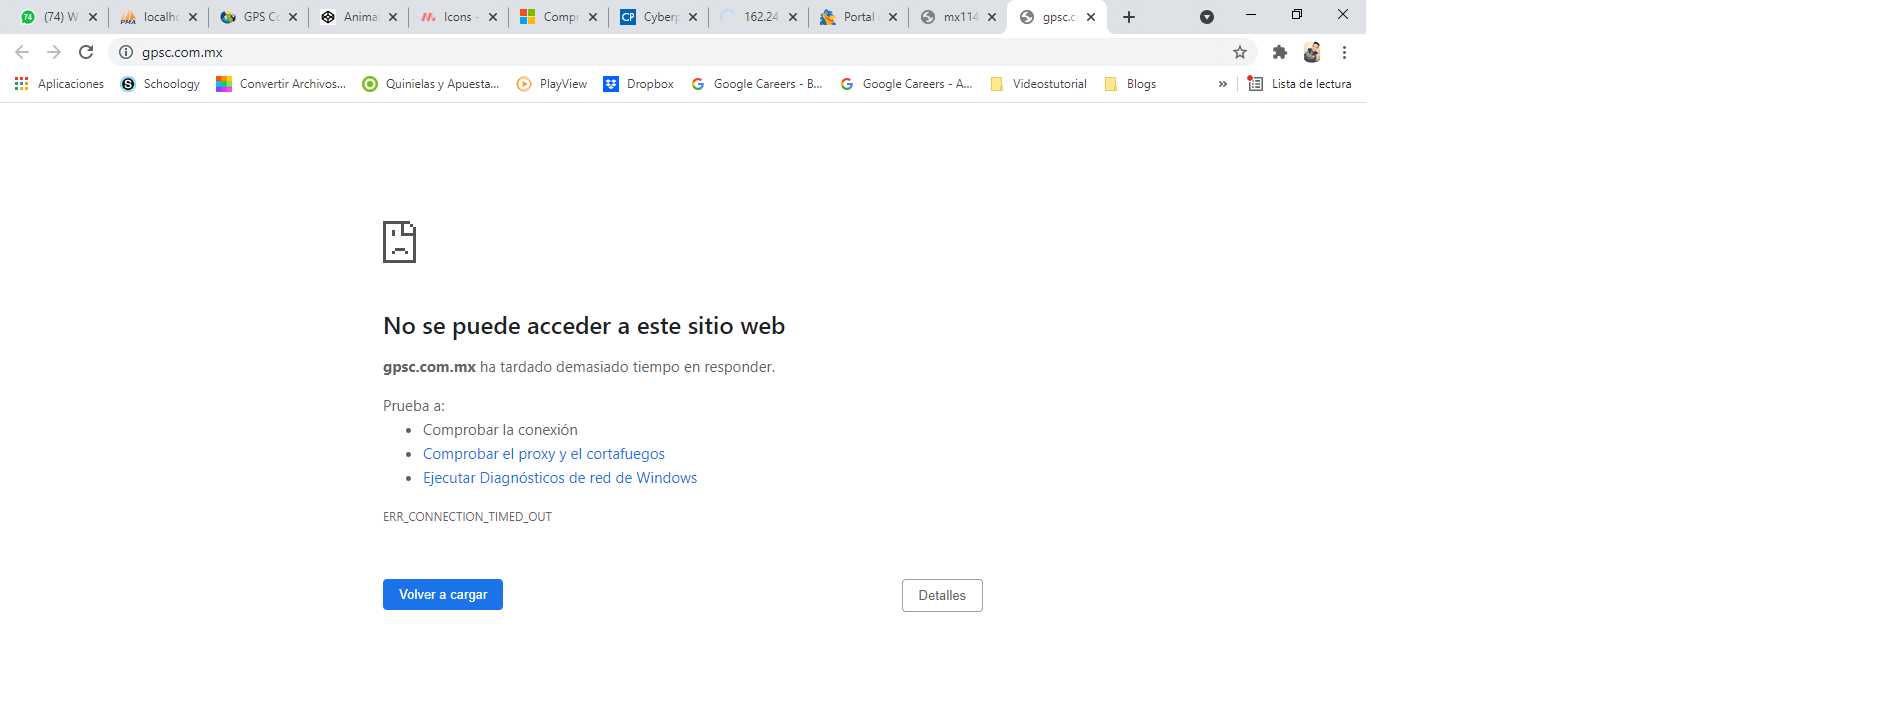 (74) W
localhc
GPS Co
Animat
Icons -
Compr
Cyberp
162.24
Portal
mx114
gpsc.c
gpsc.com.mx
Aplicaciones
Schoology
Convertir Archivos...
Quinielas y Apuesta...
PlayView
Dropbox
Google Careers - B...
Google Careers - A...
Videostutorial
Blogs
»
Lista de lectura
No se puede acceder a este sitio web
gpsc.com.mx ha tardado demasiado tiempo en responder.
Prueba a:
• Comprobar la conexión
• Comprobar el proxy y el cortafuegos
• Ejecutar Diagnósticos de red de Windows
ERR_CONNECTION_TIMED_OUT
Volver a cargar
Detalles